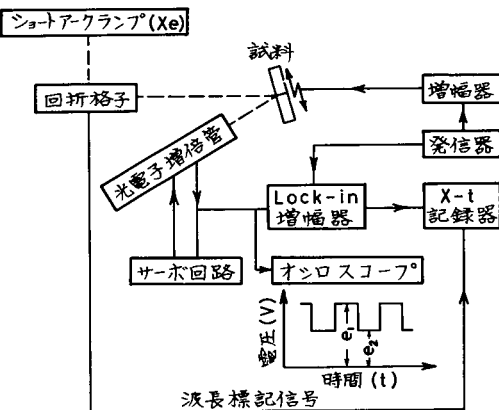 ショートアークランプ(Xe)
試料
回折格子
増幅器
発信器
光電子増倍管
Lock-in
増幅器
X-t
記録器
サーボ回路
オシロスコープ
電圧(V)
e₁
e₂
時間(t)
波長標記信号